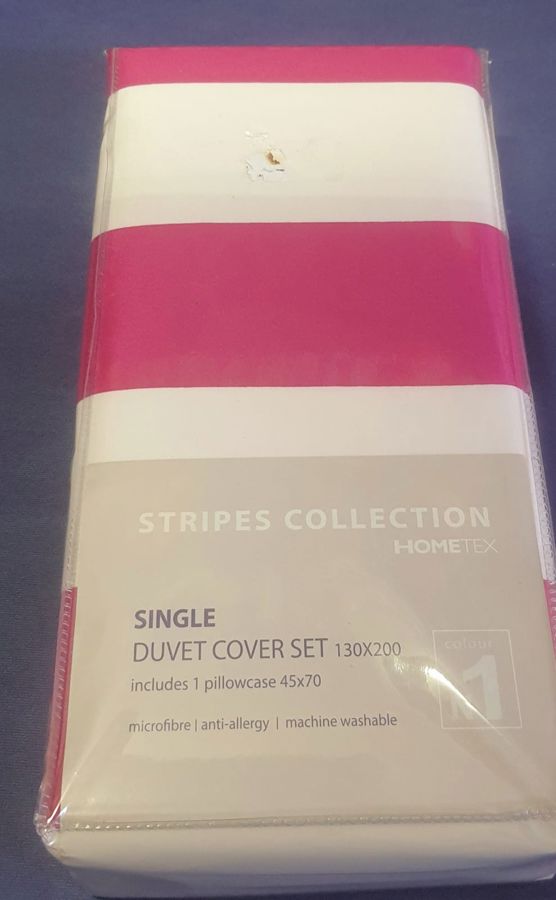 STRIPES COLLECTION
HOMETEX
SINGLE
DUVET COVER SET 130X200
includes 1 pillowcase 45x70
colour
N1
microfibre | anti-allergy | machine washable